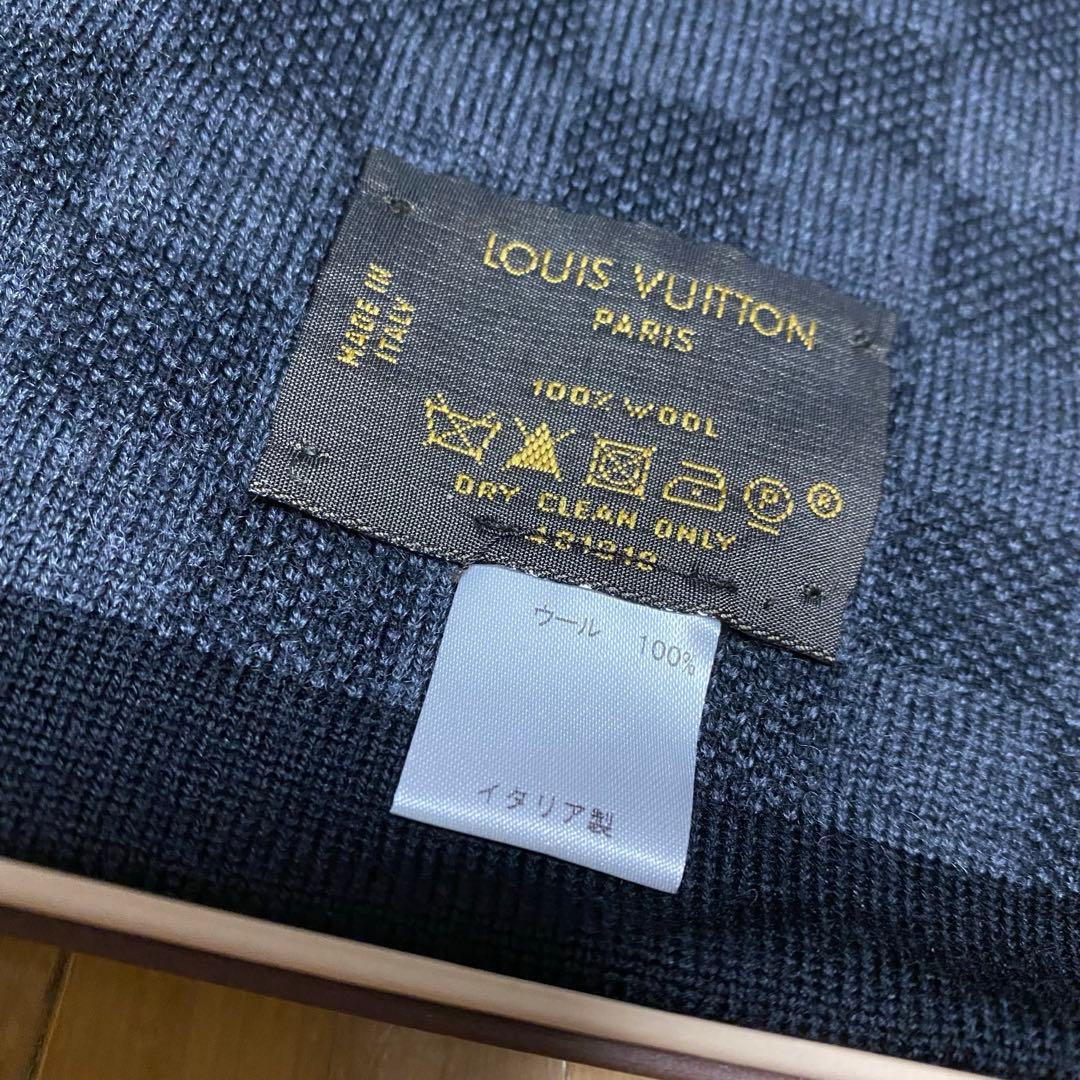 LOUIS VUITTON
PARIS
MADE IN
ITALY
100% WOOL
P
DRY CLEAN ONLY
ウール 100%
イタリア製